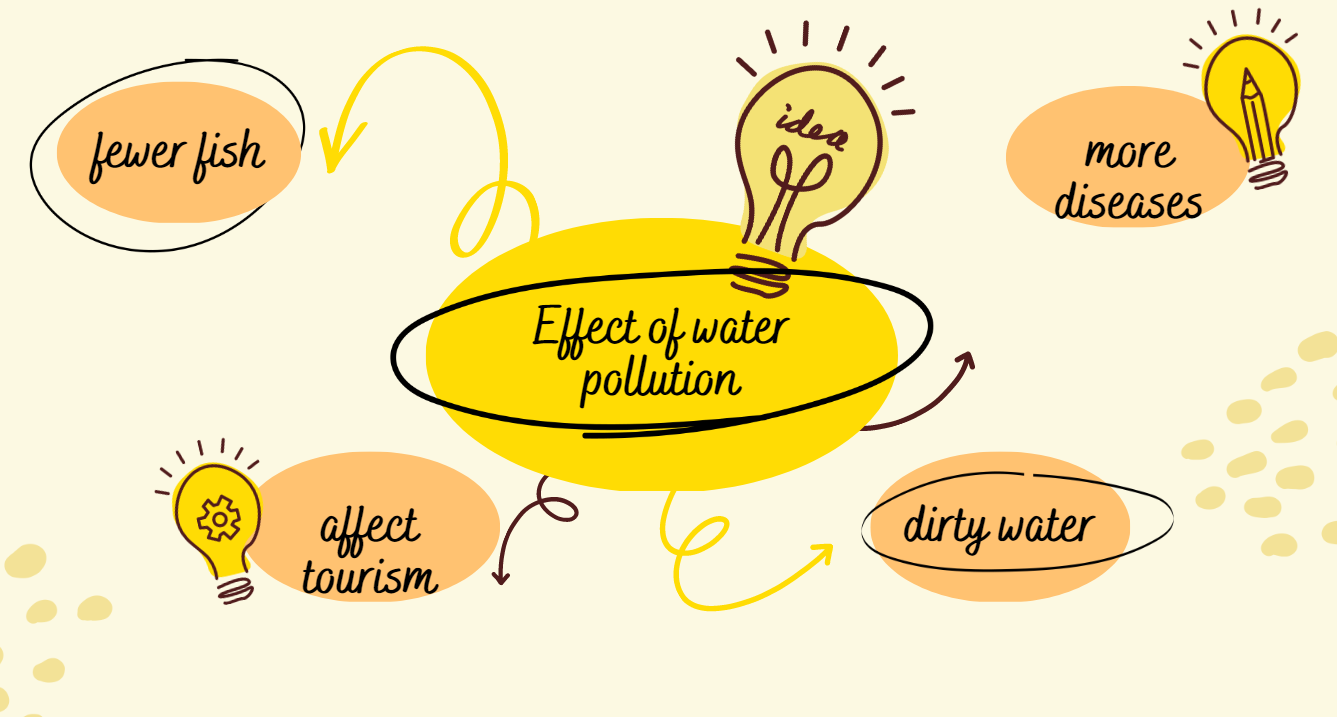 idea
fewer fish
more
diseases
Effect of water
pollution
affect
tourism
dirty water